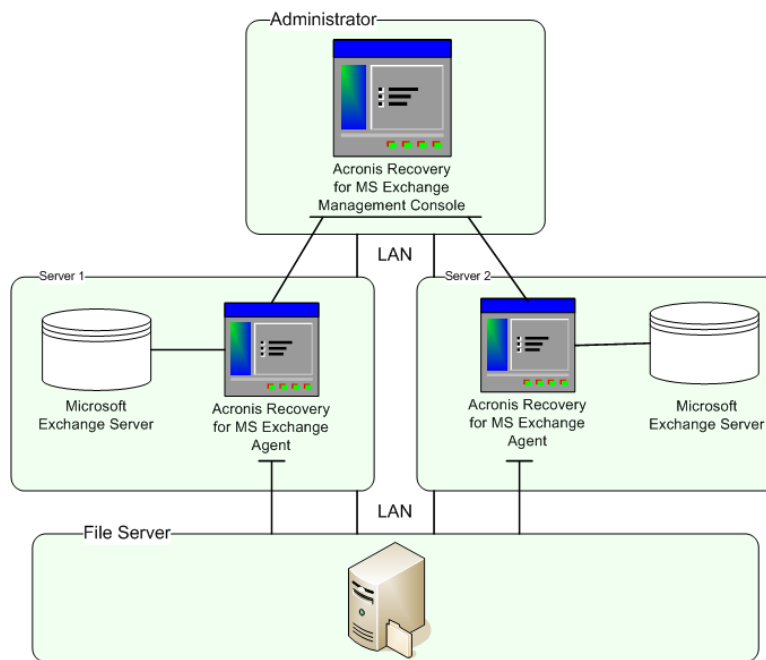 Administrator
Acronis Recovery
for MS Exchange
Management Console
LAN
Server 1
Server 2
Microsoft
Exchange Server
Acronis Recovery
for MS Exchange
Agent
Acronis Recovery
for MS Exchange
Agent
Microsoft
Exchange Server
LAN
File Server